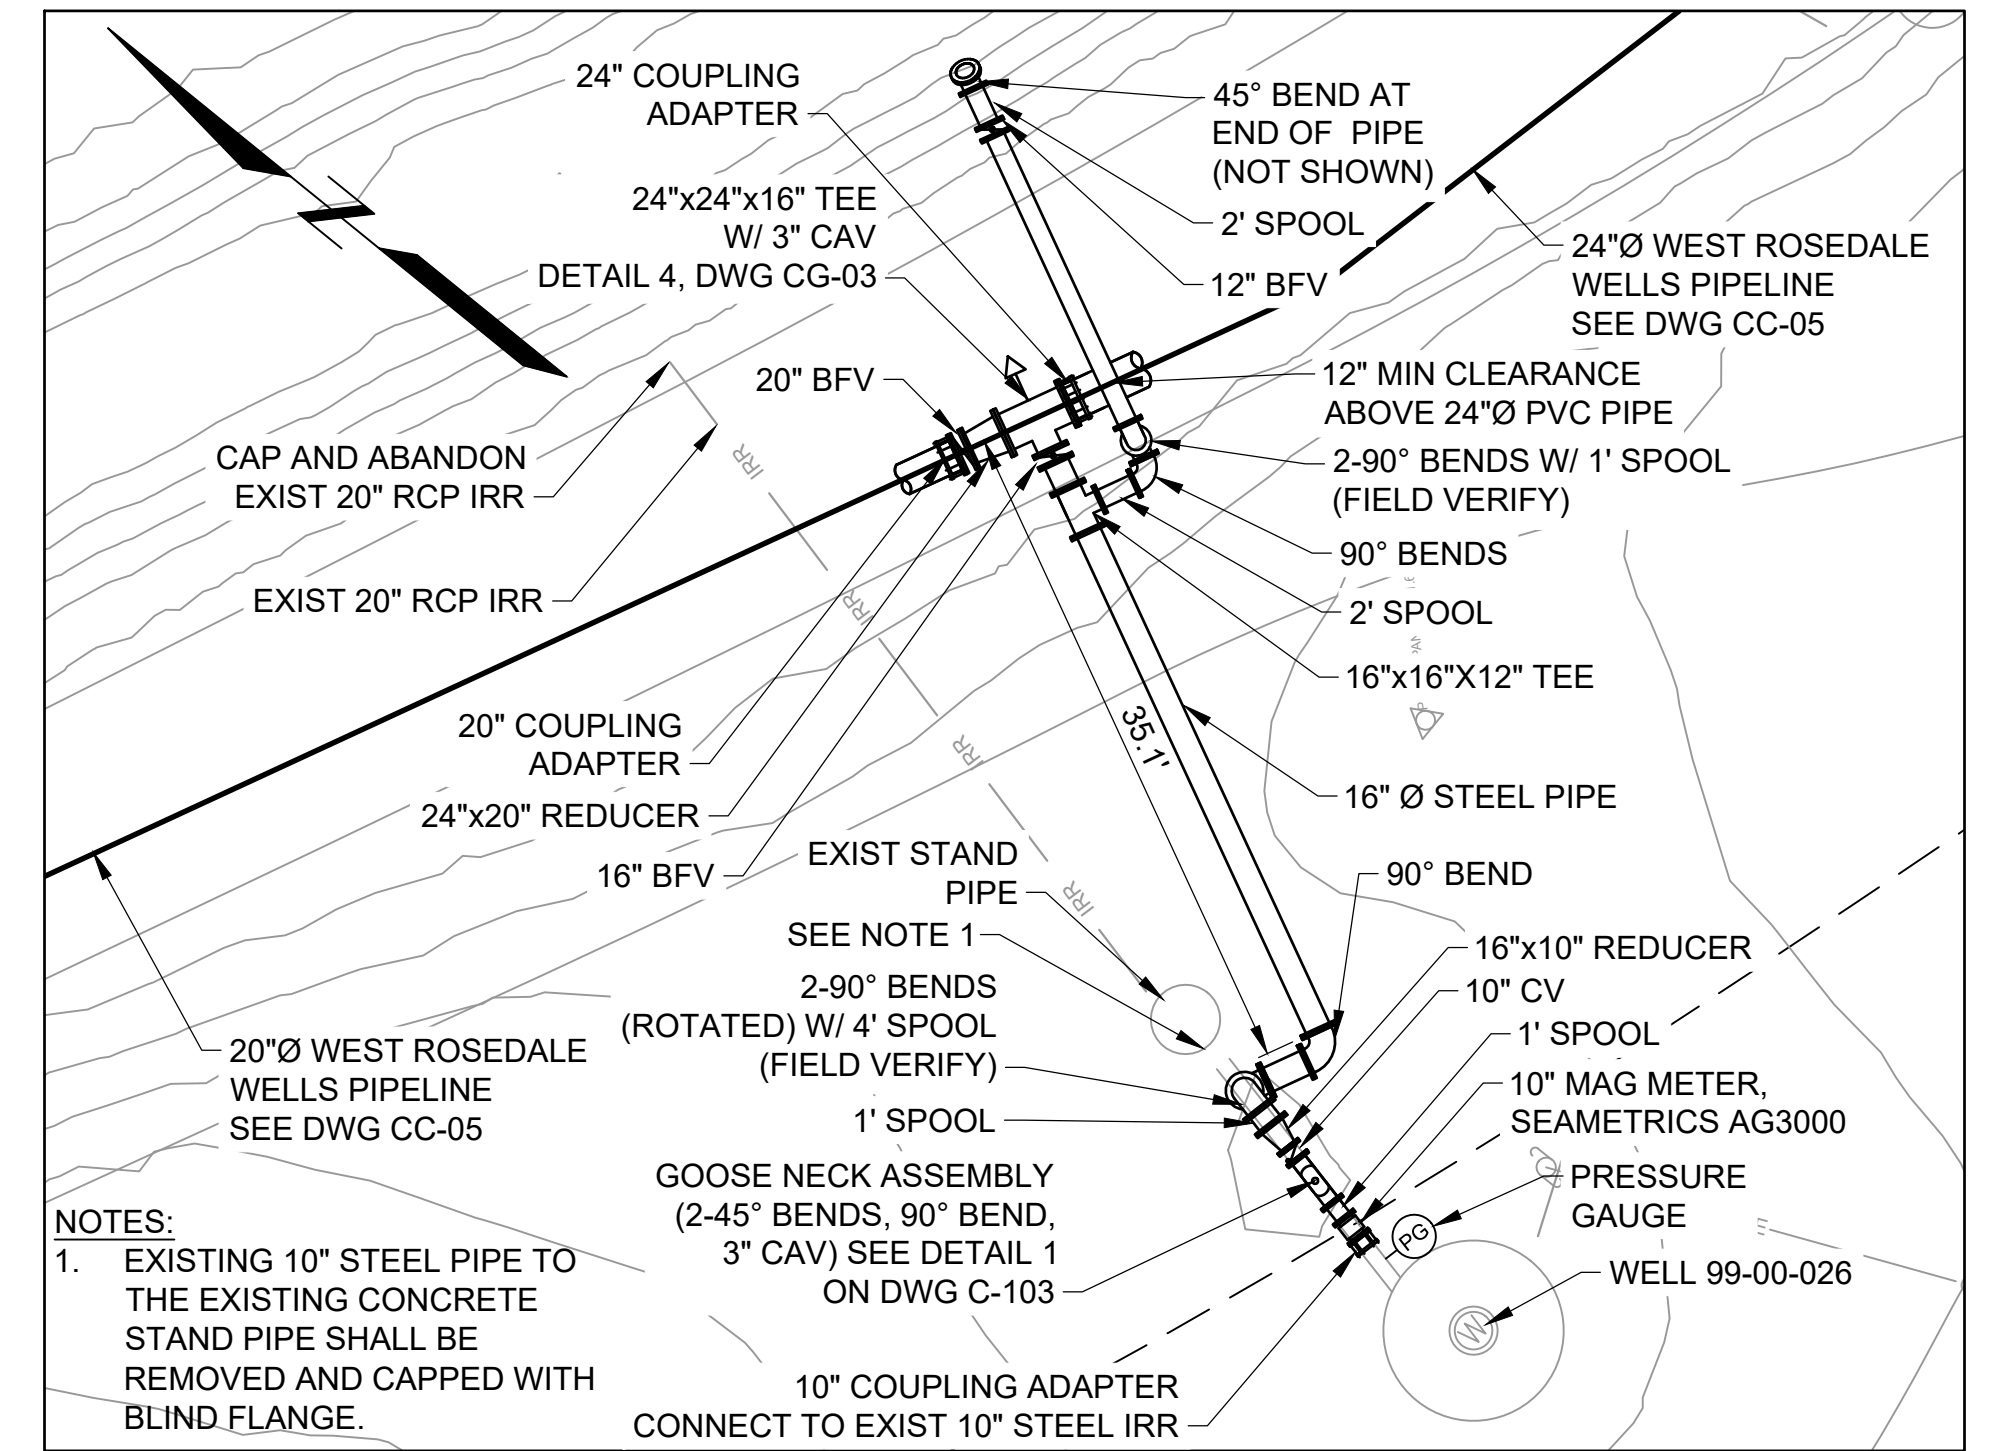 24" COUPLING
ADAPTER
45° BEND AT
END OF PIPE
(NOT SHOWN)
24"x24"x16" TEE
W/ 3" CAV
DETAIL 4, DWG CG-03
2' SPOOL
12" BFV
24"Ø WEST ROSEDALE
WELLS PIPELINE
SEE DWG CC-05
20" BFV
12" MIN CLEARANCE
ABOVE 24"Ø PVC PIPE
CAP AND ABANDON
EXIST 20" RCP IRR
IRR
2-90° BENDS W/ 1' SPOOL
(FIELD VERIFY)
90° BENDS
EXIST 20" RCP IRR
IRR
2' SPOOL
16"x16"X12" TEE
20" COUPLING
ADAPTER
IRR
35.1'
24"x20" REDUCER
16" Ø STEEL PIPE
16" BFV
EXIST STAND
PIPE
IRR
90° BEND
SEE NOTE 1
16"x10" REDUCER
2-90° BENDS
(ROTATED) W/ 4' SPOOL
(FIELD VERIFY)
10" CV
1' SPOOL
20"Ø WEST ROSEDALE
WELLS PIPELINE
SEE DWG CC-05
10" MAG METER,
SEAMETRICS AG3000
1' SPOOL
GOOSE NECK ASSEMBLY
(2-45° BENDS, 90° BEND,
3" CAV) SEE DETAIL 1
ON DWG C-103
PG
PRESSURE
GAUGE
WELL 99-00-026
W
NOTES:
1. EXISTING 10" STEEL PIPE TO
THE EXISTING CONCRETE
STAND PIPE SHALL BE
REMOVED AND CAPPED WITH
BLIND FLANGE.
10" COUPLING ADAPTER
CONNECT TO EXIST 10" STEEL IRR